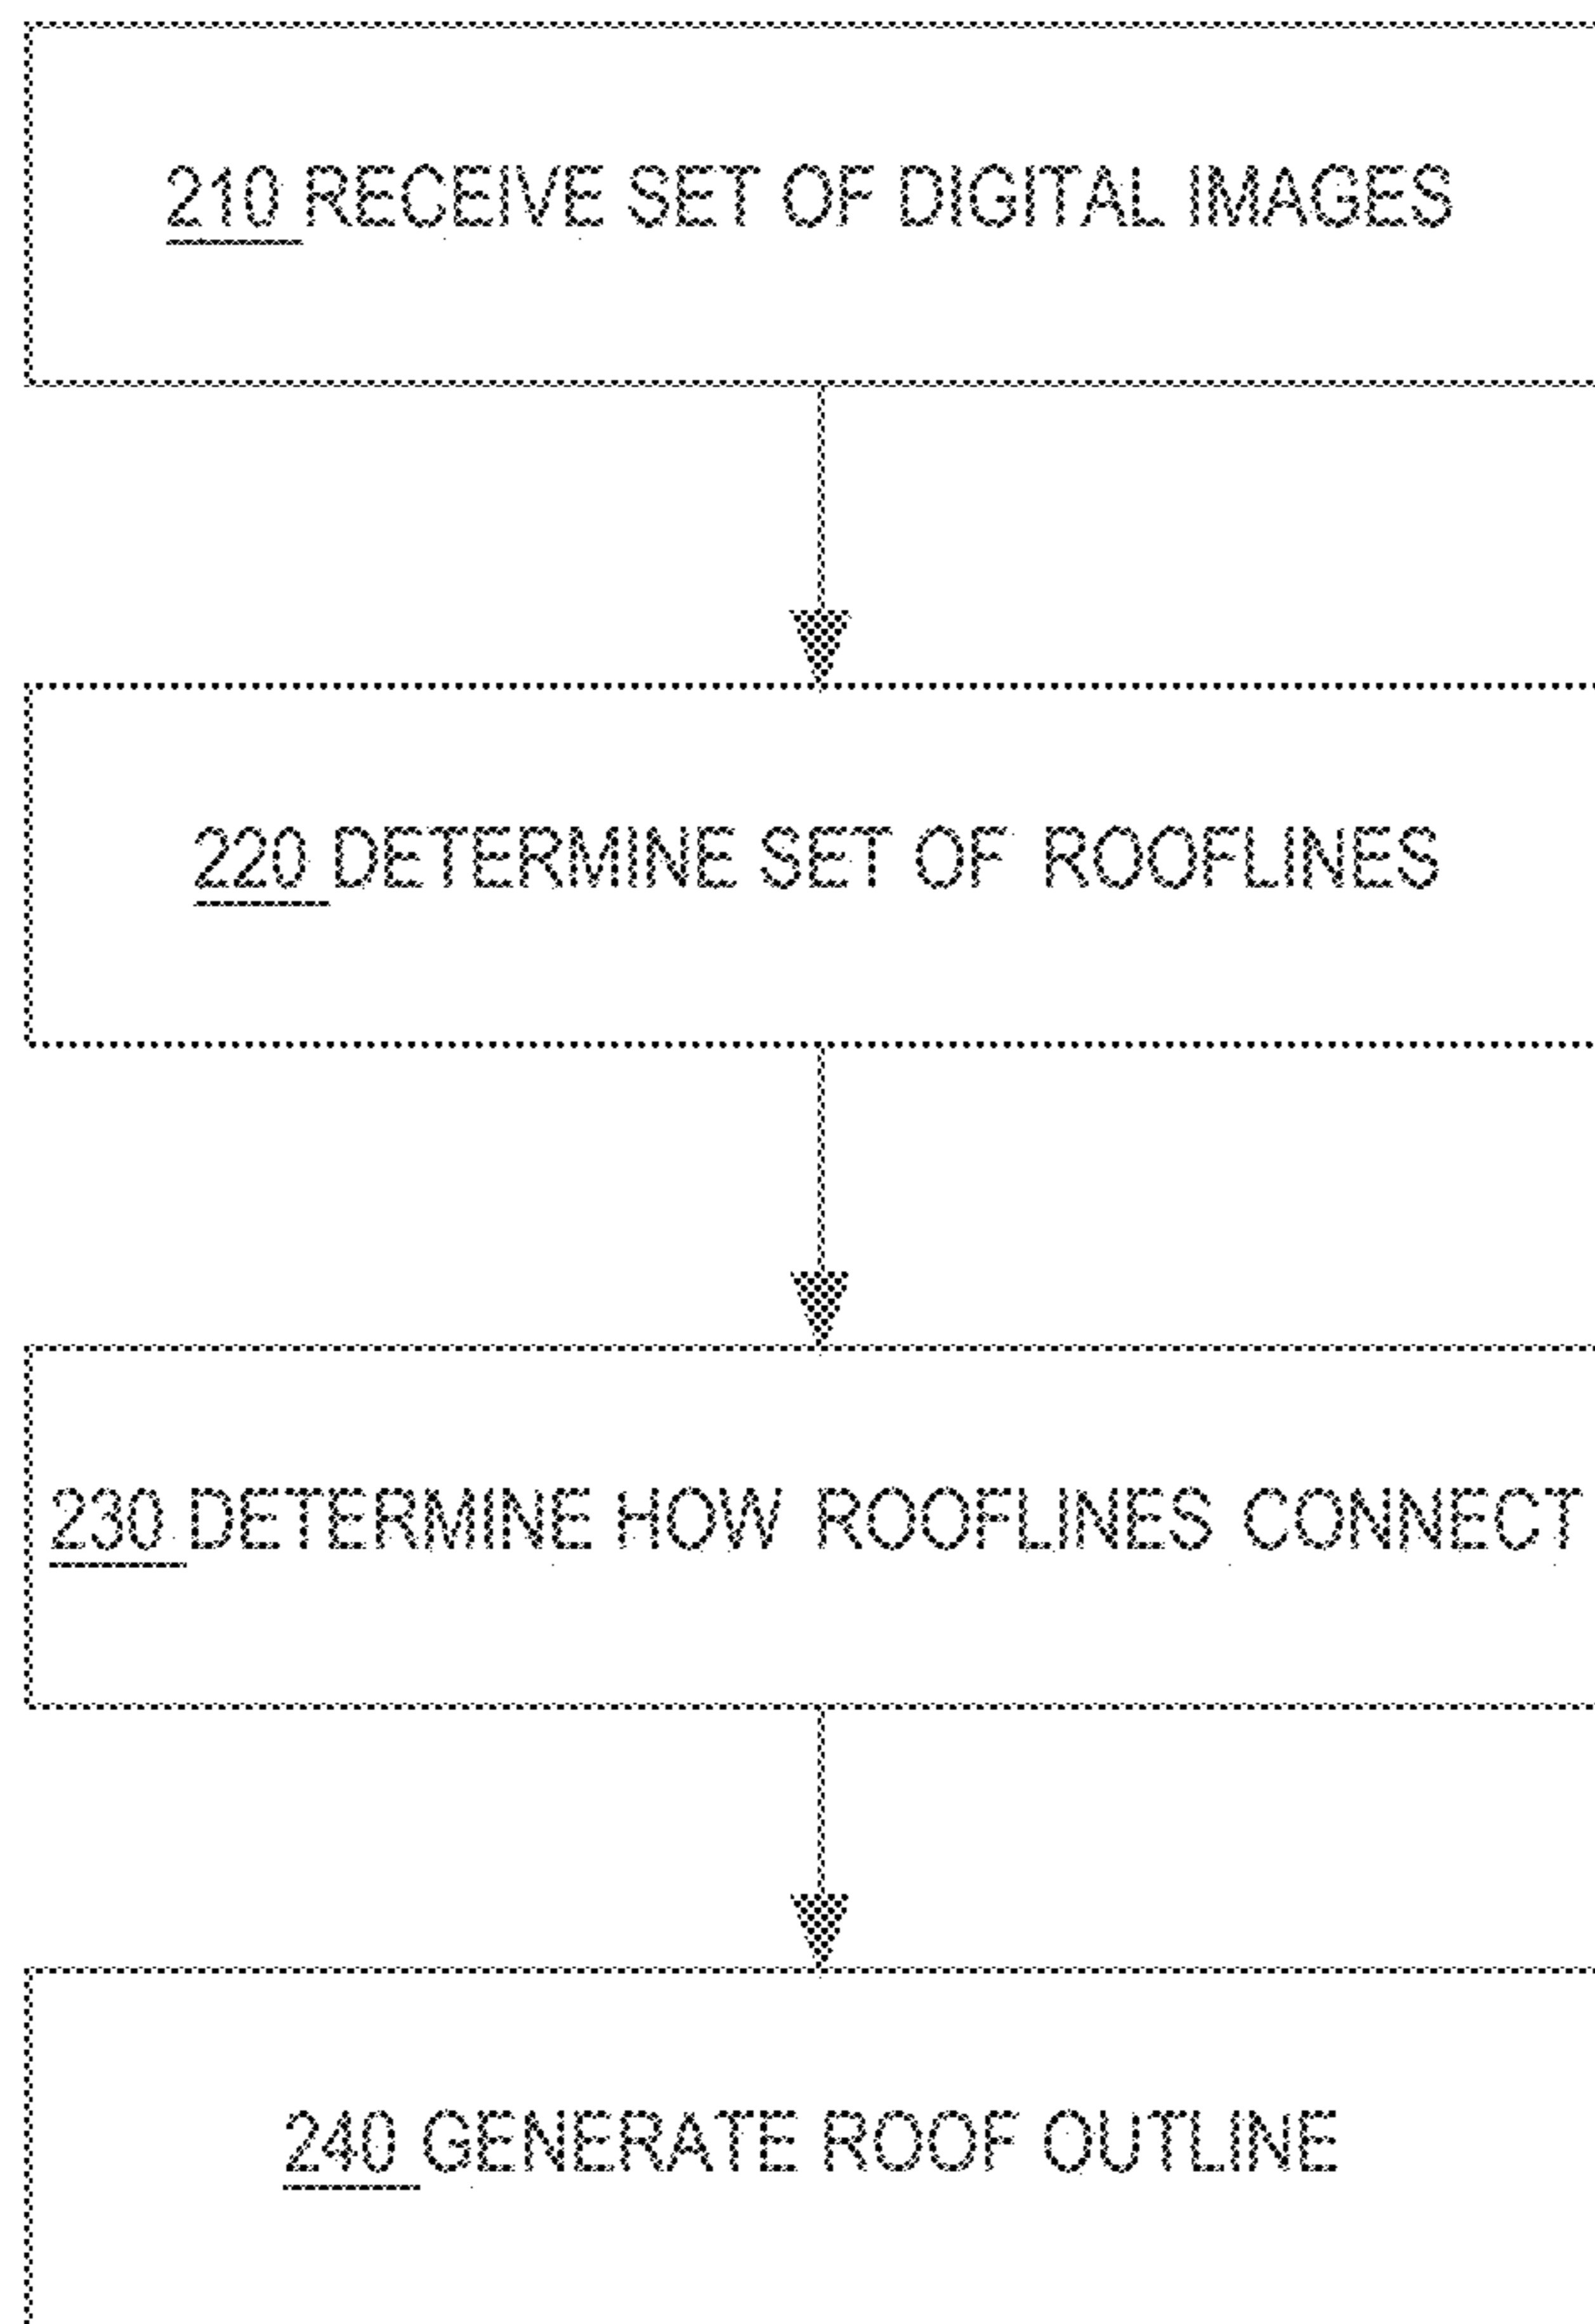 210 RECEIVE SET OF DIGITAL IMAGES
220 DETERMINE SET OF ROOFLINES
230 DETERMINE HOW ROOFLINES CONNECT
240 GENERATE ROOF OUTLINE